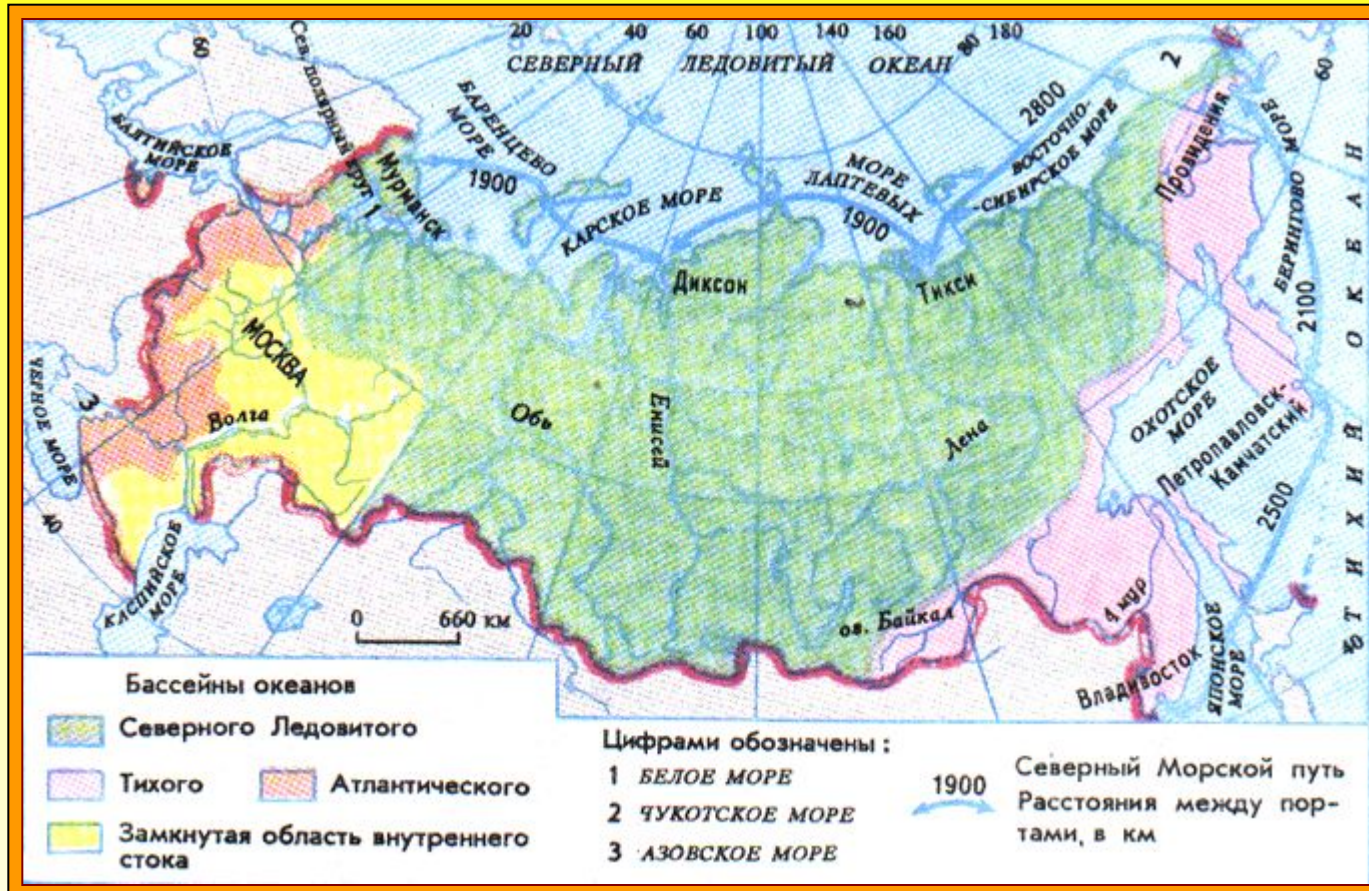 20 40 60 100 140 160 80 180
60
60
СЕВЕРНЫЙ ЛЕДОВИТЫЙ ОКЕАН
Сев. полярный круг
БАЛТИЙСКОЕ
МОРЕ
БАРЕНЦЕВО
МОРЕ
1900
Мурманск
1
КАРСКОЕ МОРЕ
МОРЕ
ЛАПТЕВЫХ
1900
2800
ВОСТОЧНО-
-СИБИРСКОЕ МОРЕ
2
Провидения
БЕРИНГОВО
МОРЕ
2100
ТИХИЙ ОКЕАН
Диксон
Тикси
МОСКВА
Волга
Обь
Енисей
Лена
ОХОТСКОЕ
МОРЕ
Петропавловск-
Камчатский
2500
ЧЕРНОЕ МОРЕ
3
40
КАСПИЙСКОЕ
МОРЕ
0 660 км
оз. Байкал
Амур
Владивосток
ЯПОНСКОЕ
МОРЕ
40
Бассейны океанов
Северного Ледовитого
Тихого Атлантического
Замкнутая область внутреннего
стока
Цифрами обозначены :
1 БЕЛОЕ МОРЕ
2 ЧУКОТСКОЕ МОРЕ
3 АЗОВСКОЕ МОРЕ
1900 Северный Морской путь
Расстояния между пор-
тами, в км